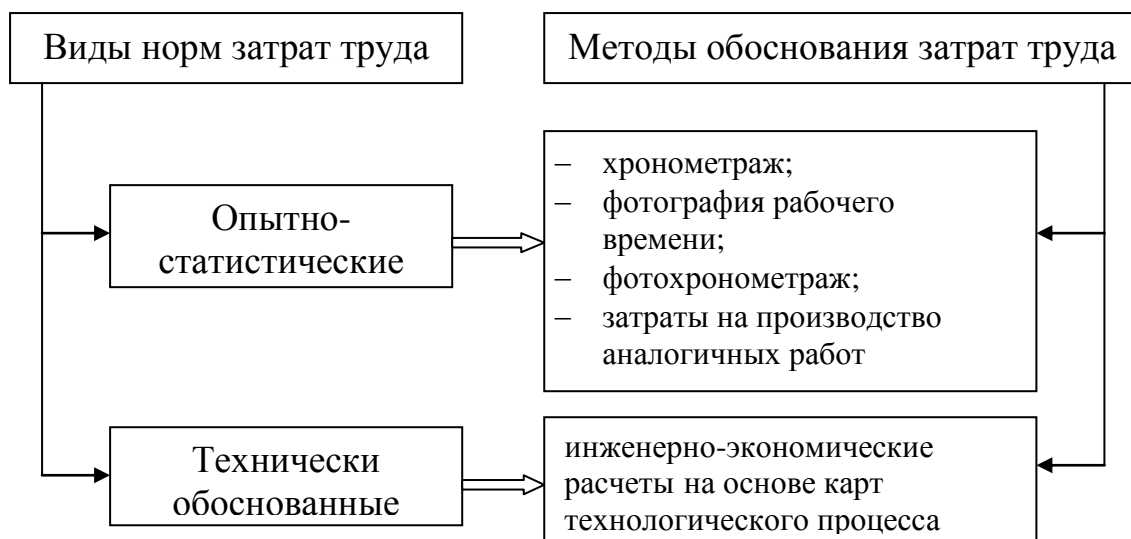 Виды норм затрат труда
Методы обоснования затрат труда
Опытно-
статистические
– хронометраж;
– фотография рабочего
времени;
– фотохронометраж;
– затраты на производство
аналогичных работ
Технически
обоснованные
инженерно-экономические
расчеты на основе карт
технологического процесса